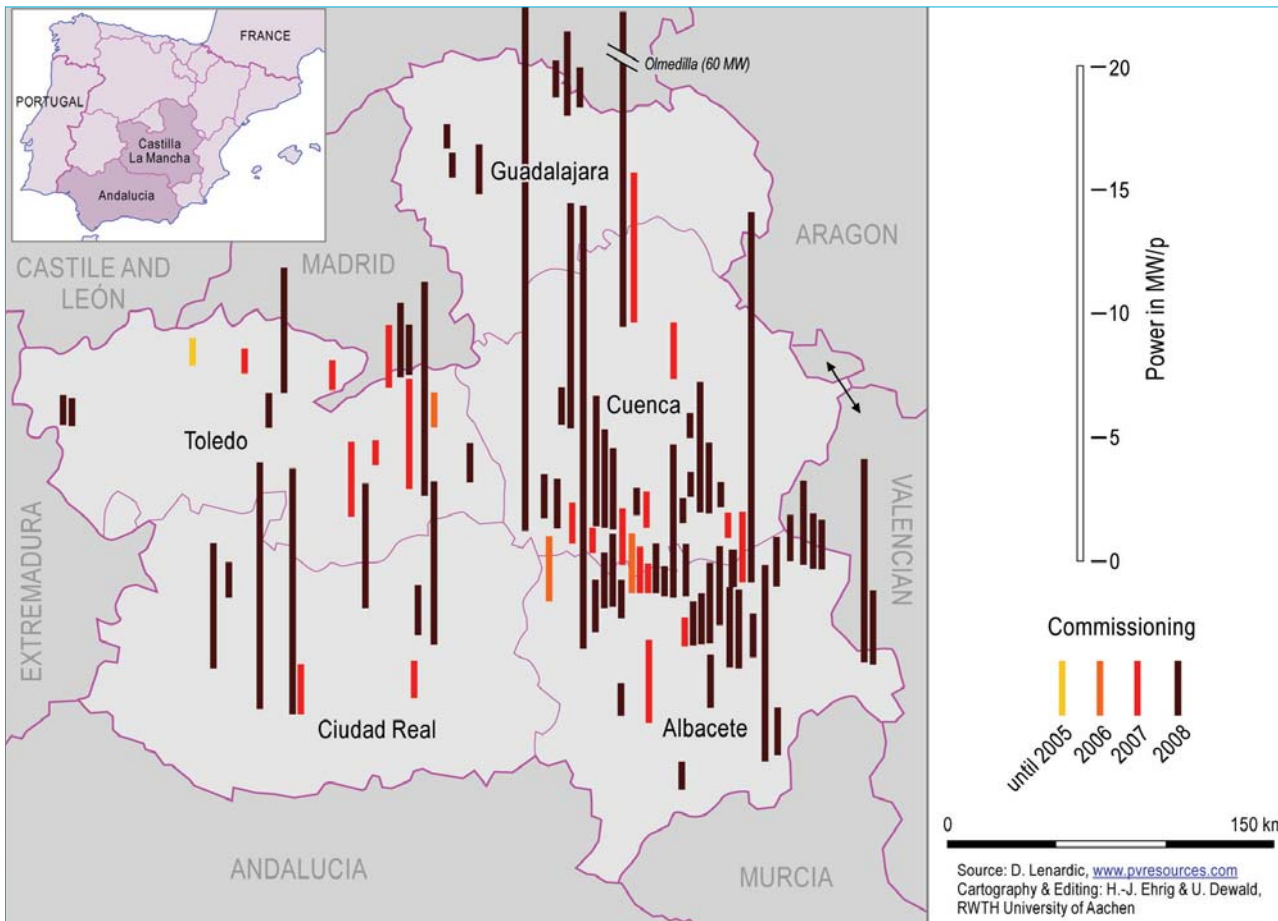 FRANCE
PORTUGAL
Castilla
La Mancha
Andalucia
Olmedilla (60 MW)
Guadalajara
ARAGON
CASTILE AND
LEÓN
MADRID
Toledo
Cuenca
EXTREMADURA
VALENCIAN
Ciudad Real
Albacete
ANDALUCIA
MURCIA
20
15
10
5
0
Power in MW/p
Commissioning
until 2005
2006
2007
2008
0 150 km
Source: D. Lenardic, www.pvresources.com
Cartography & Editing: H.-J. Ehrig & U. Dewald,
RWTH University of Aachen